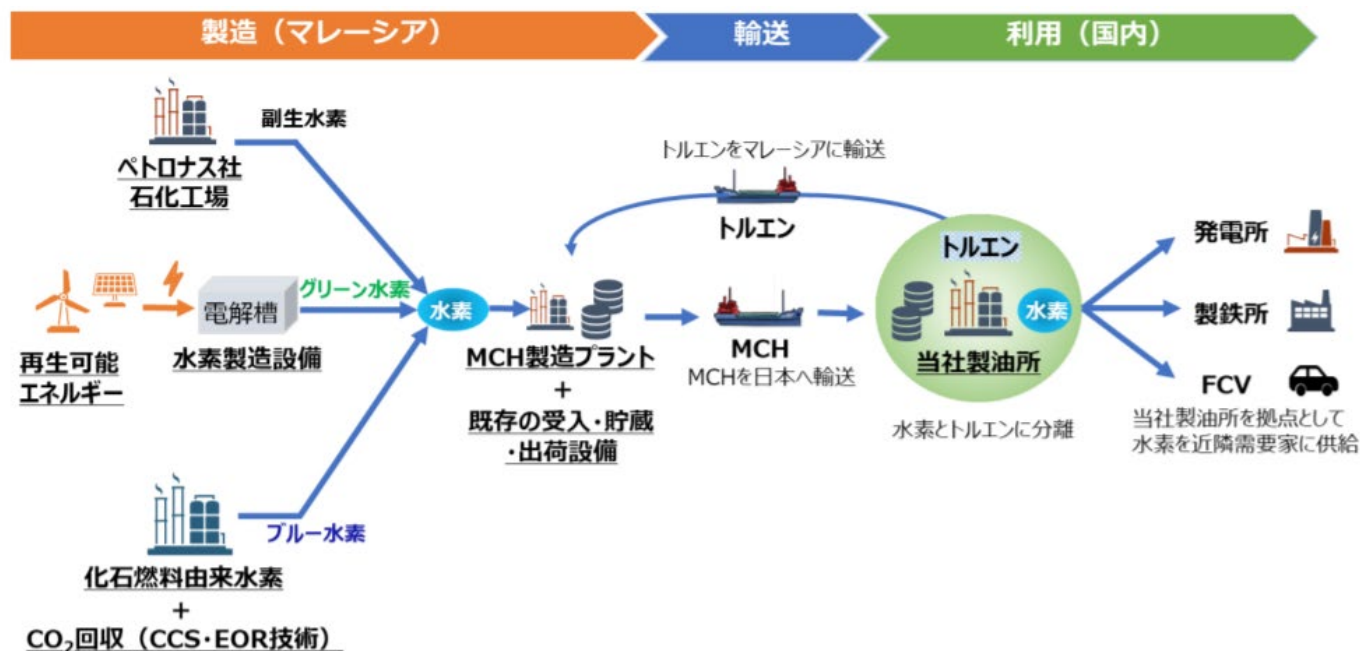 製造（マレーシア）
輸送
利用（国内）
副生水素
ペトロナス社
石化工場
グリーン水素
電解槽
水素製造設備
再生可能
エネルギー
ブルー水素
化石燃料由来水素
+
CO₂回収（CCS・EOR技術）
水素
MCH製造プラント
+
既存の受入・貯蔵
・出荷設備
トルエンをマレーシアに輸送
トルエン
MCH
MCHを日本へ輸送
トルエン
水素
当社製油所
水素とトルエンに分離
発電所
製鉄所
FCV
当社製油所を拠点として
水素を近隣需要家に供給